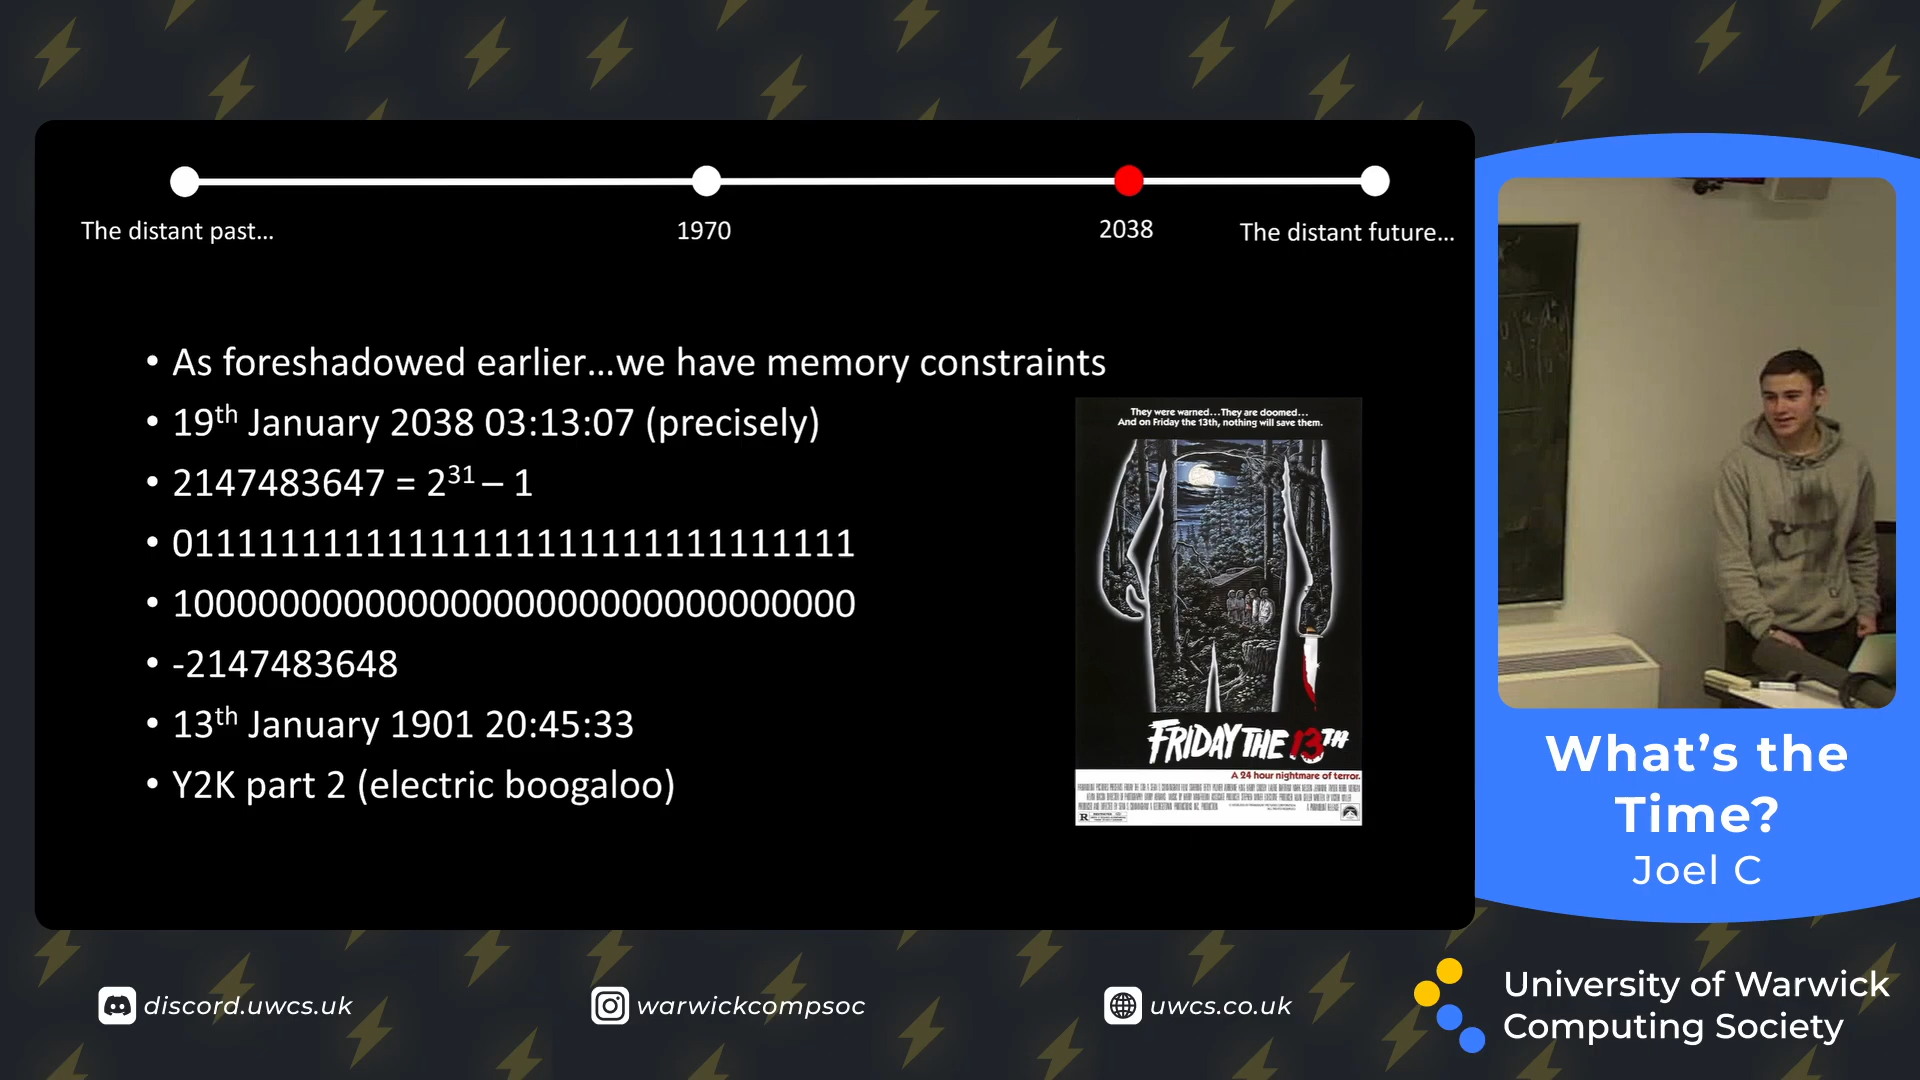 The distant past...
1970
2038
The distant future...
• As foreshadowed earlier...we have memory constraints
• 19th January 2038 03:13:07 (precisely)
• 2147483647 = 2³¹ – 1
• 01111111111111111111111111111111
• 10000000000000000000000000000000
• -2147483648
• 13th January 1901 20:45:33
• Y2K part 2 (electric boogaloo)
They were warned...They are doomed...
And on Friday the 13th, nothing will save them.
FRIDAY THE 13TH
A 24 hour nightmare of terror.
R
What's the
Time?
Joel C
discord.uwcs.uk
warwickcompsoc
uwcs.co.uk
University of Warwick
Computing Society